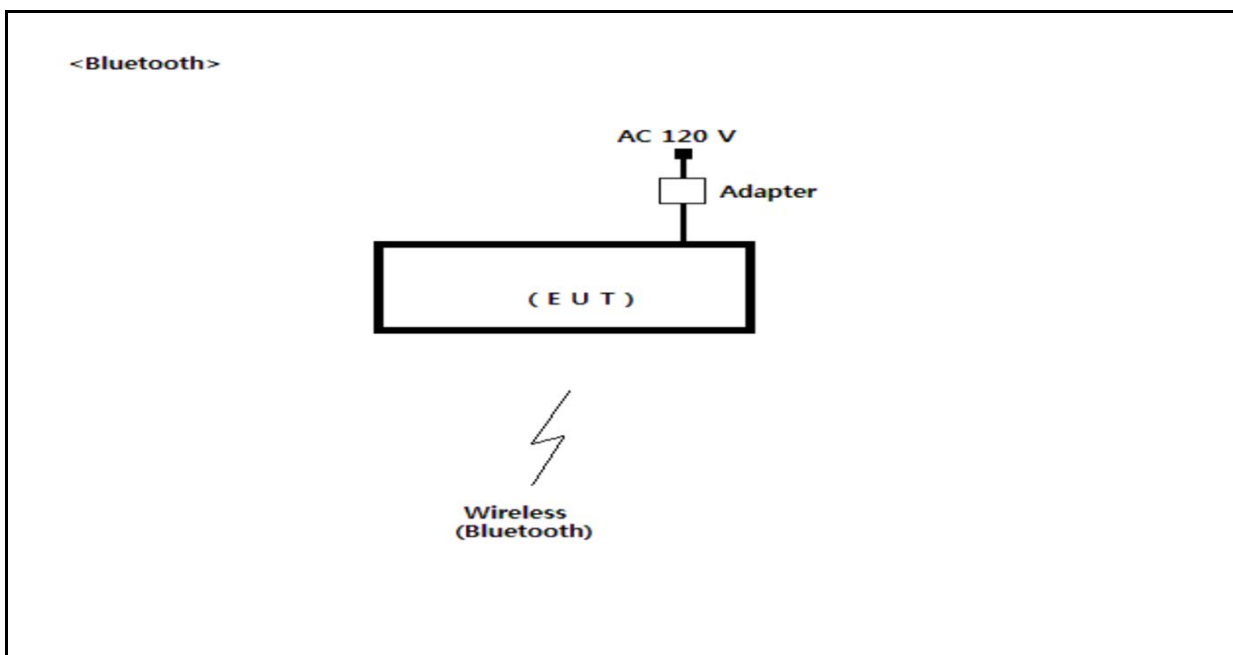 <Bluetooth>
AC 120 V
Adapter
( E U T )
Wireless
(Bluetooth)